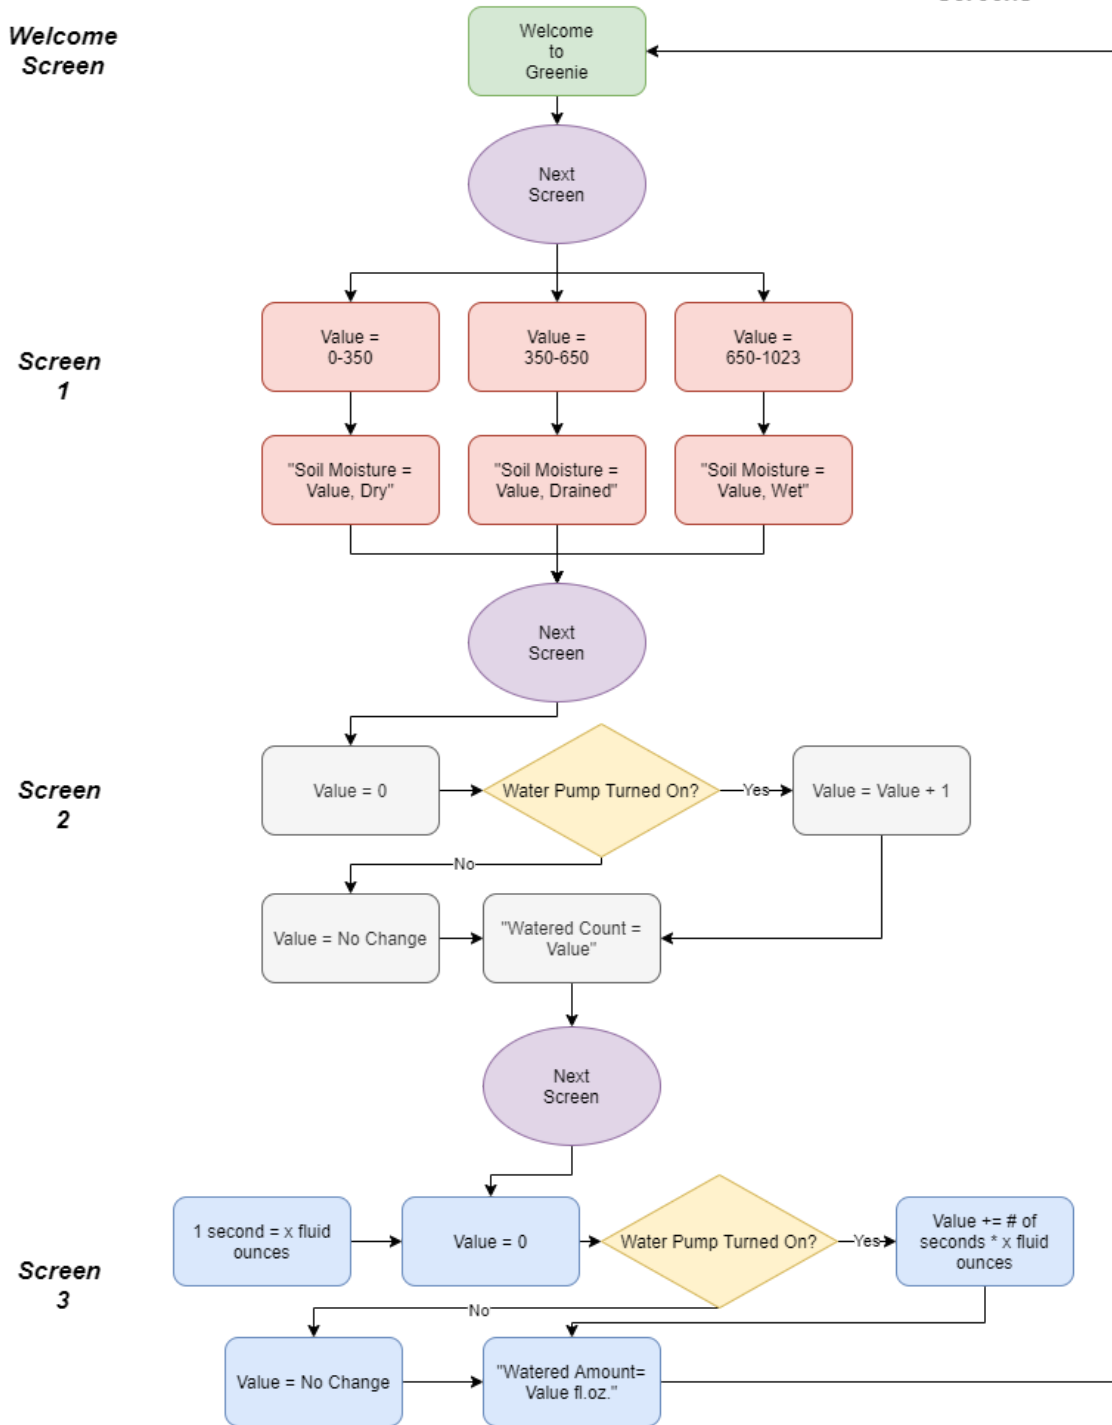 Welcome
Screen
Welcome
to
Greenie
Next
Screen
Screen
1
Value =
0-350
Value =
350-650
Value =
650-1023
"Soil Moisture =
Value, Dry"
"Soil Moisture =
Value, Drained"
"Soil Moisture =
Value, Wet"
Next
Screen
Screen
2
Value = 0
Water Pump Turned On?
Yes
Value = Value + 1
No
Value = No Change
"Watered Count =
Value"
Next
Screen
Screen
3
1 second = x fluid
ounces
Value = 0
Water Pump Turned On?
Yes
Value += # of
seconds * x fluid
ounces
No
Value = No Change
"Watered Amount=
Value fl.oz."